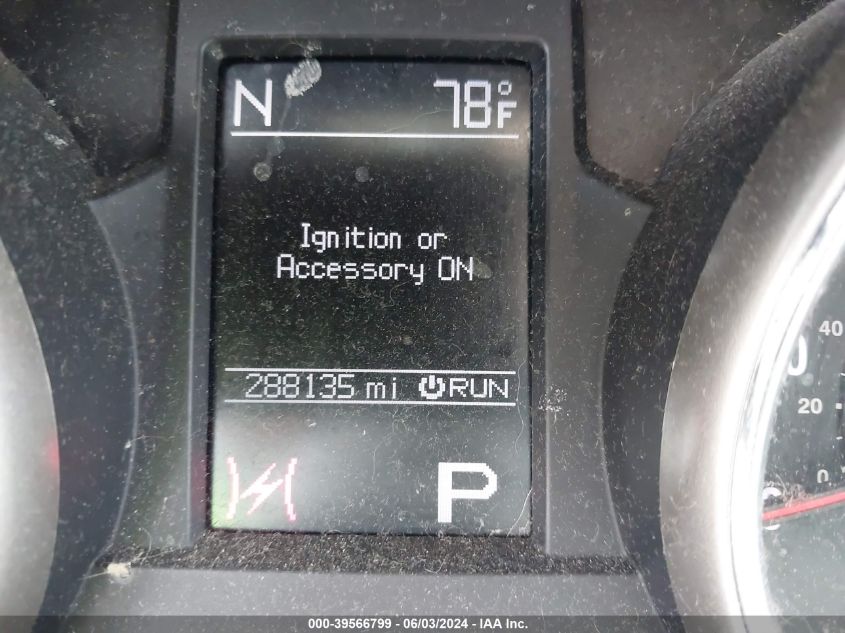 N 78°F
Ignition or
Accessory ON
288135 mi RUN
P
40
20
0
C
000-39566799 - 06/03/2024 - IAA Inc.